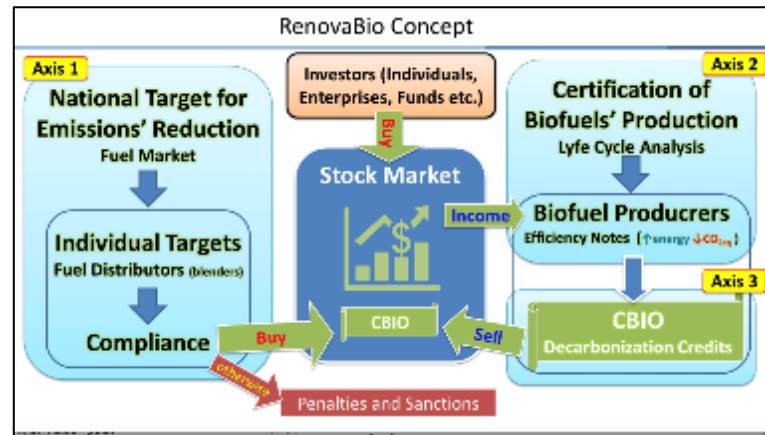 RenovaBio Concept
Axis 1
National Target for
Emissions' Reduction
Fuel Market
Individual Targets
Fuel Distributors (blenders)
Compliance
Investors (Individuals,
Enterprises, Funds etc.)
Buy
Stock Market
$
Income
CBIO
Buy
Sell
otherwise
Penalties and Sanctions
Axis 2
Certification of
Biofuels' Production
Lyfe Cycle Analysis
Biofuel Producrers
Efficiency Notes (↑energy ↓CO2eq)
Axis 3
CBIO
Decarbonization Credits